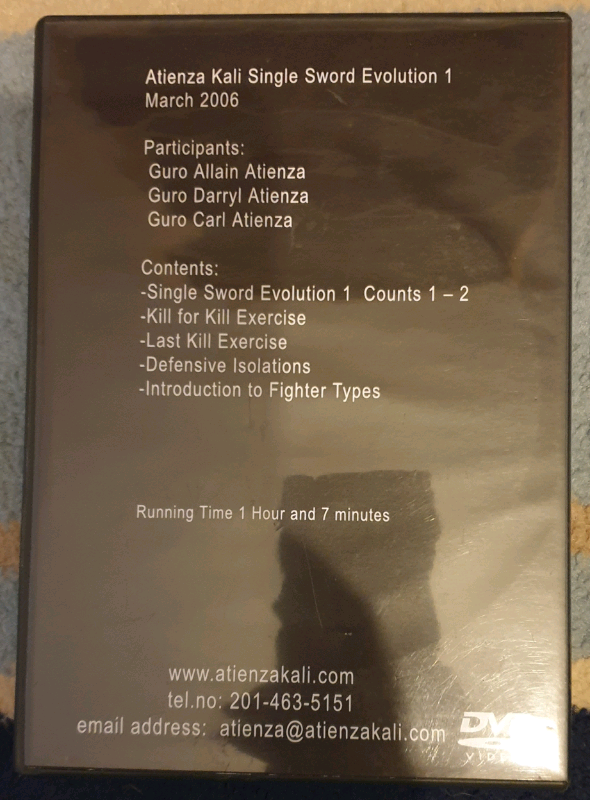 Atienza Kali Single Sword Evolution 1
March 2006
Participants:
Guro Allain Atienza
Guro Darryl Atienza
Guro Carl Atienza
Contents:
-Single Sword Evolution 1 Counts 1 – 2
-Kill for Kill Exercise
-Last Kill Exercise
-Defensive Isolations
-Introduction to Fighter Types
Running Time 1 Hour and 7 minutes
www.atienzakali.com
tel.no: 201-463-5151
email address: atienza@atienzakali.com